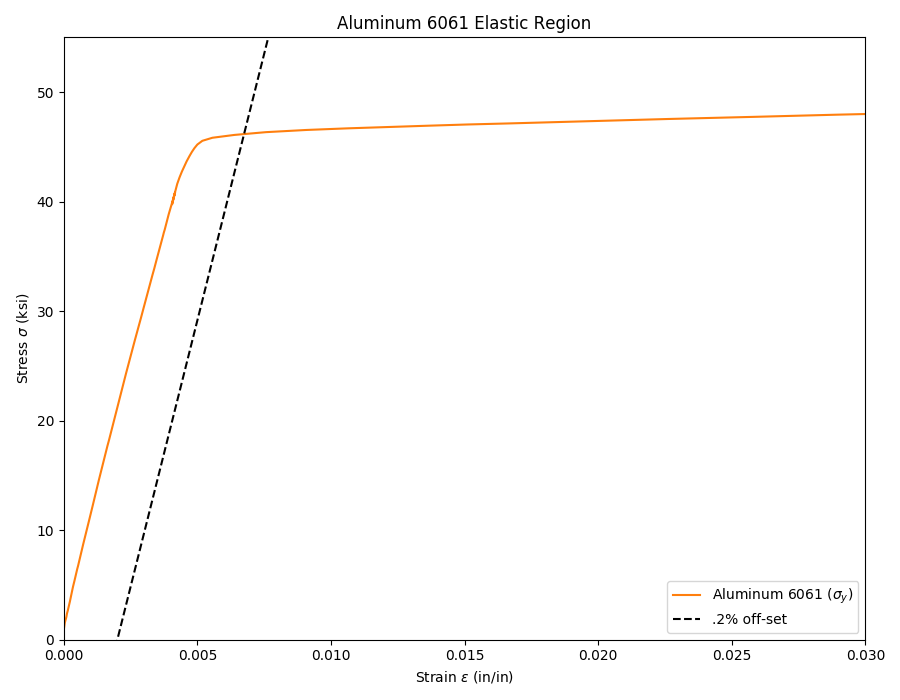 Aluminum 6061 Elastic Region
Stress σ (ksi)
50
40
30
20
10
0
0.000 0.005 0.010 0.015 0.020 0.025 0.030
Strain ε (in/in)
Aluminum 6061 (σ_y)
.2% off-set